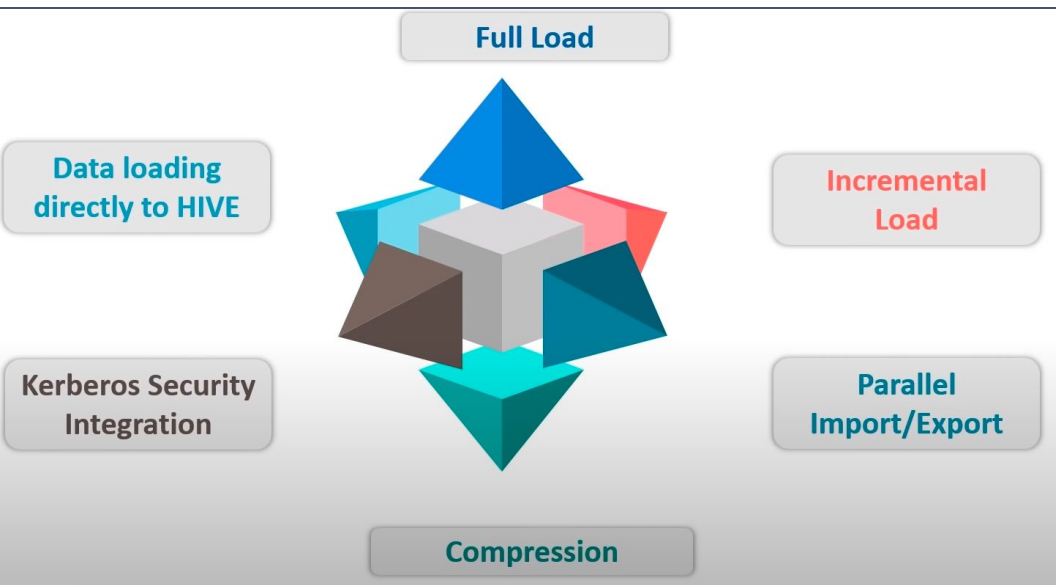 Full Load
Data loading
directly to HIVE
Incremental
Load
Kerberos Security
Integration
Parallel
Import/Export
Compression